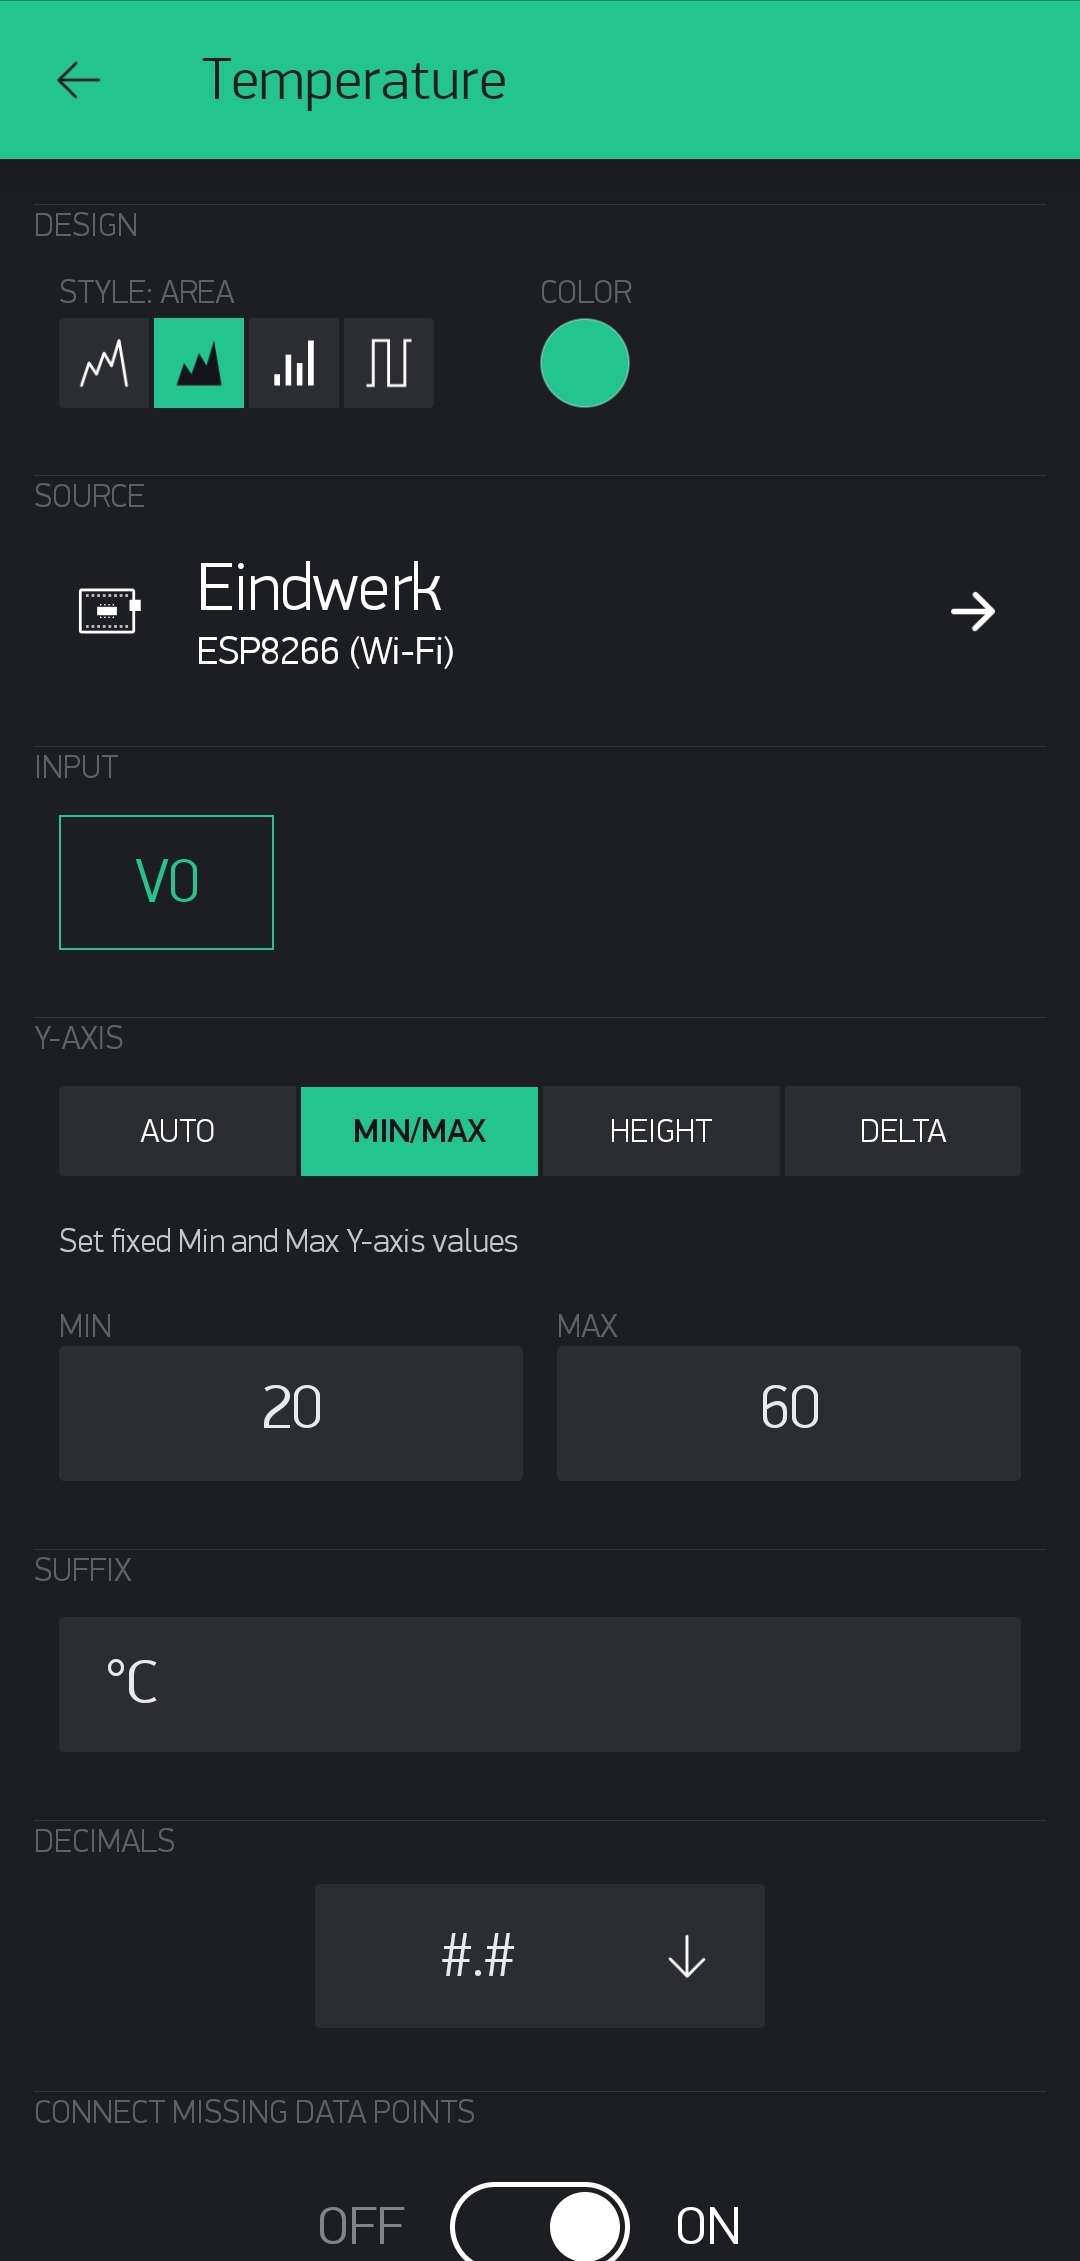 Temperature
DESIGN
STYLE: AREA
COLOR
SOURCE
Eindwerk
ESP8266 (Wi-Fi)
INPUT
V0
Y-AXIS
AUTO
MIN/MAX
HEIGHT
DELTA
Set fixed Min and Max Y-axis values
MIN
MAX
20
60
SUFFIX
°C
DECIMALS
#.#
CONNECT MISSING DATA POINTS
OFF
ON